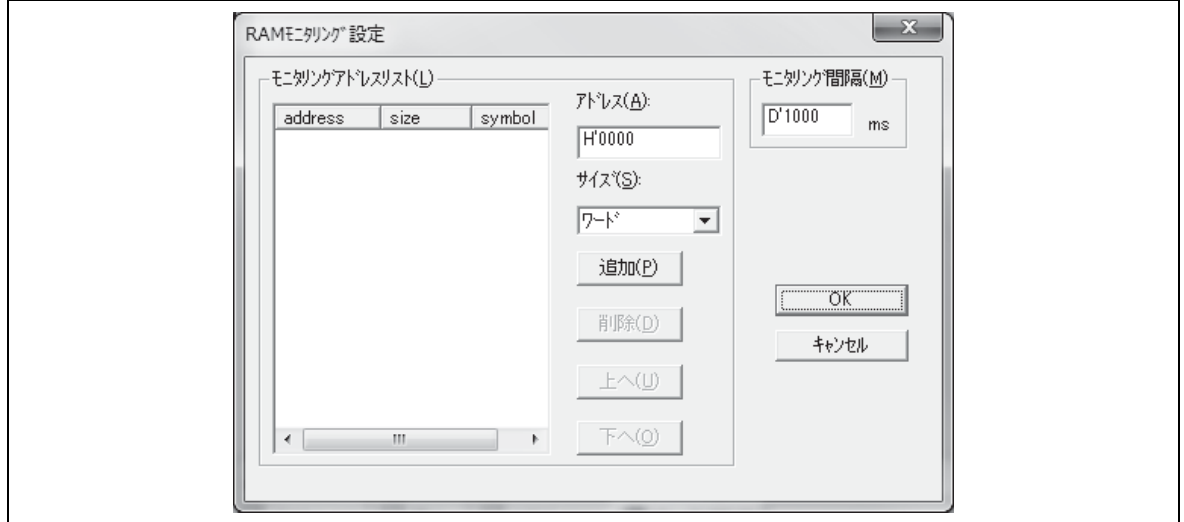 RAMﾓﾆﾀﾘﾝｸﾞ設定
ﾓﾆﾀﾘﾝｸﾞｱﾄﾞﾚｽﾘｽﾄ(L)
address size symbol
ｱﾄﾞﾚｽ(A):
H'0000
ｻｲｽﾞ(S):
ﾜｰﾄﾞ
追加(P)
削除(D)
上へ(U)
下へ(O)
ﾓﾆﾀﾘﾝｸﾞ間隔(M)
D'1000 ms
OK
ｷｬﾝｾﾙ